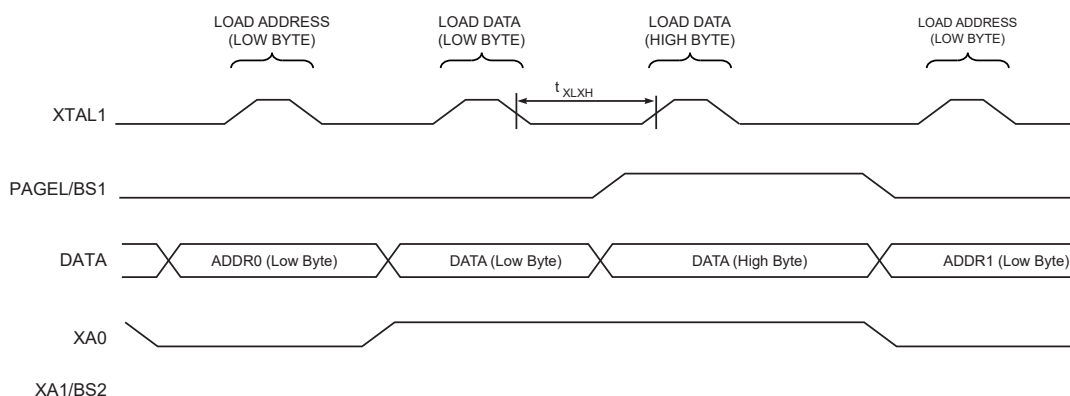 LOAD ADDRESS
(LOW BYTE)
LOAD DATA
(LOW BYTE)
LOAD DATA
(HIGH BYTE)
LOAD ADDRESS
(LOW BYTE)
t XLXH
XTAL1
PAGEL/BS1
DATA
ADDR0 (Low Byte)
DATA (Low Byte)
DATA (High Byte)
ADDR1 (Low Byte)
XA0
XA1/BS2